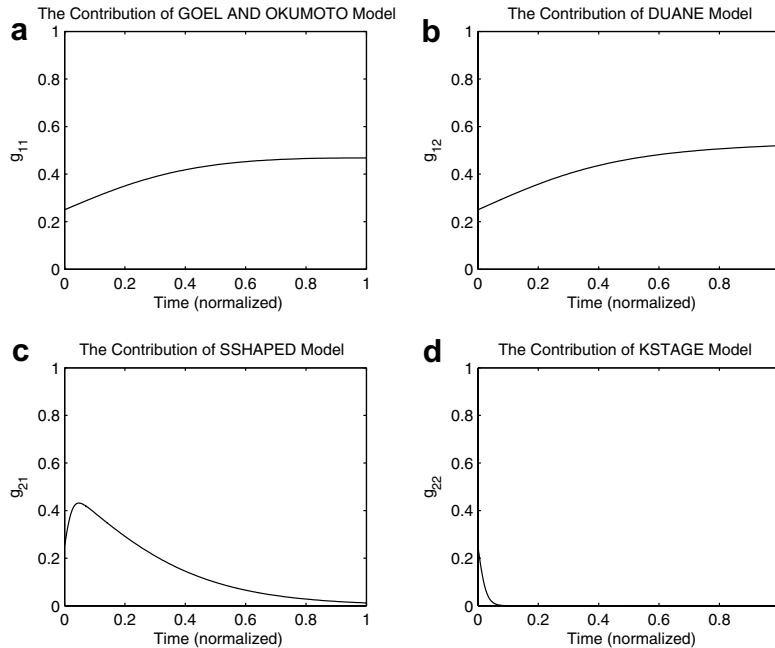 The Contribution of GOEL AND OKUMOTO Model
a
1
0.8
0.6
0.4
0.2
0
g11
0 0.2 0.4 0.6 0.8 1
Time (normalized)
The Contribution of DUANE Model
b
1
0.8
0.6
0.4
0.2
0
g12
0 0.2 0.4 0.6 0.8 1
Time (normalized)
The Contribution of SSHAPED Model
c
1
0.8
0.6
0.4
0.2
0
g21
0 0.2 0.4 0.6 0.8 1
Time (normalized)
The Contribution of KSTAGE Model
d
1
0.8
0.6
0.4
0.2
0
g22
0 0.2 0.4 0.6 0.8 1
Time (normalized)